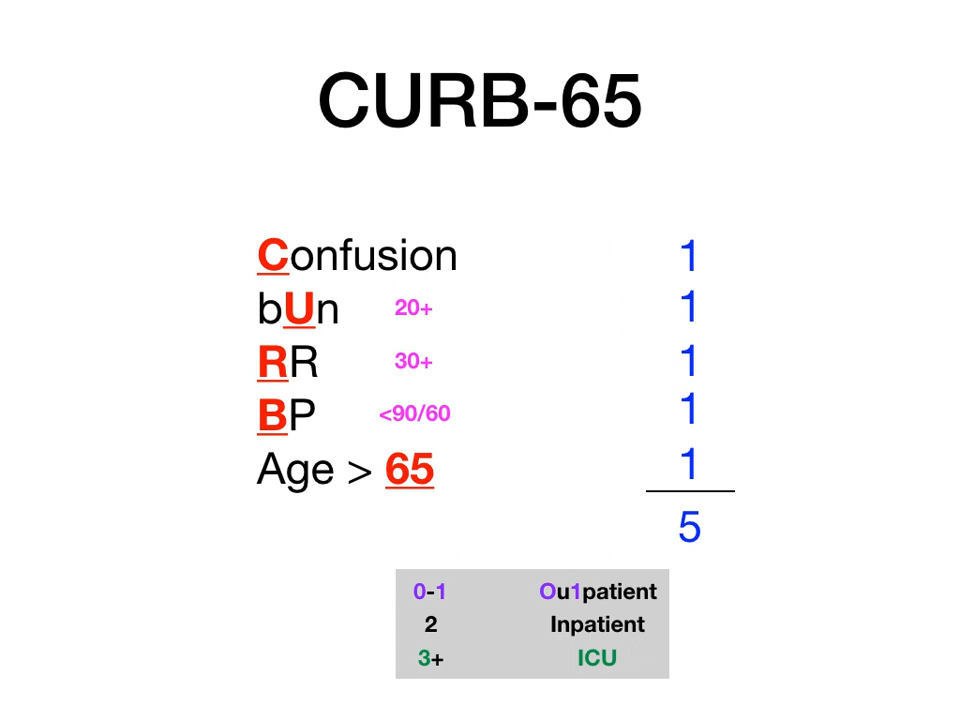 CURB-65
Confusion 1
bUn 20+ 1
RR 30+ 1
BP <90/60 1
Age > 65 1
5
0-1 Ou1patient
2 Inpatient
3+ ICU